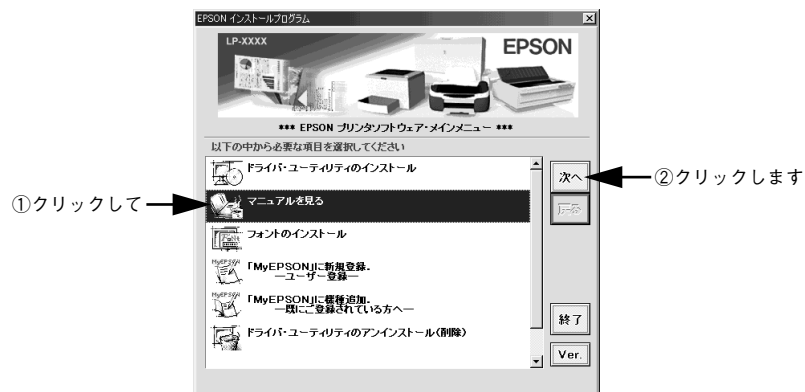 EPSON インストールプログラム
LP-XXXX
EPSON
*** EPSON プリンタソフトウェア・メインメニュー ***
以下の中から必要な項目を選択してください
ドライバ・ユーティリティのインストール
次へ
②クリックします
①クリックして
マニュアルを見る
戻る
フォントのインストール
MyEPSON
「MyEPSON」に新規登録.
―ユーザー登録―
MyEPSON
「MyEPSON」に機種追加.
―既にご登録されている方へ―
終了
ドライバ・ユーティリティのアンインストール(削除)
Ver.